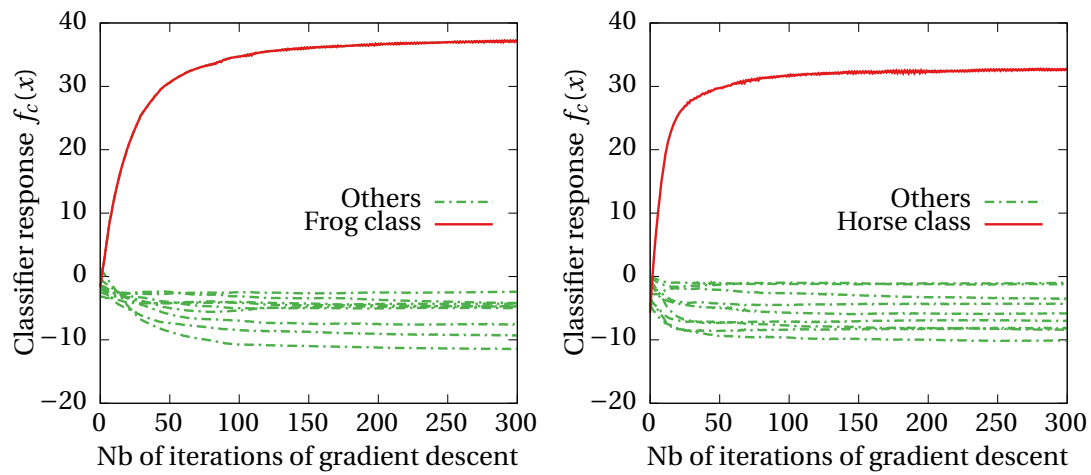 Classifier response f_c(x)
40
30
20
10
0
−10
−20
Others
Frog class
0 50 100 150 200 250 300
Nb of iterations of gradient descent
Classifier response f_c(x)
40
30
20
10
0
−10
−20
Others
Horse class
0 50 100 150 200 250 300
Nb of iterations of gradient descent